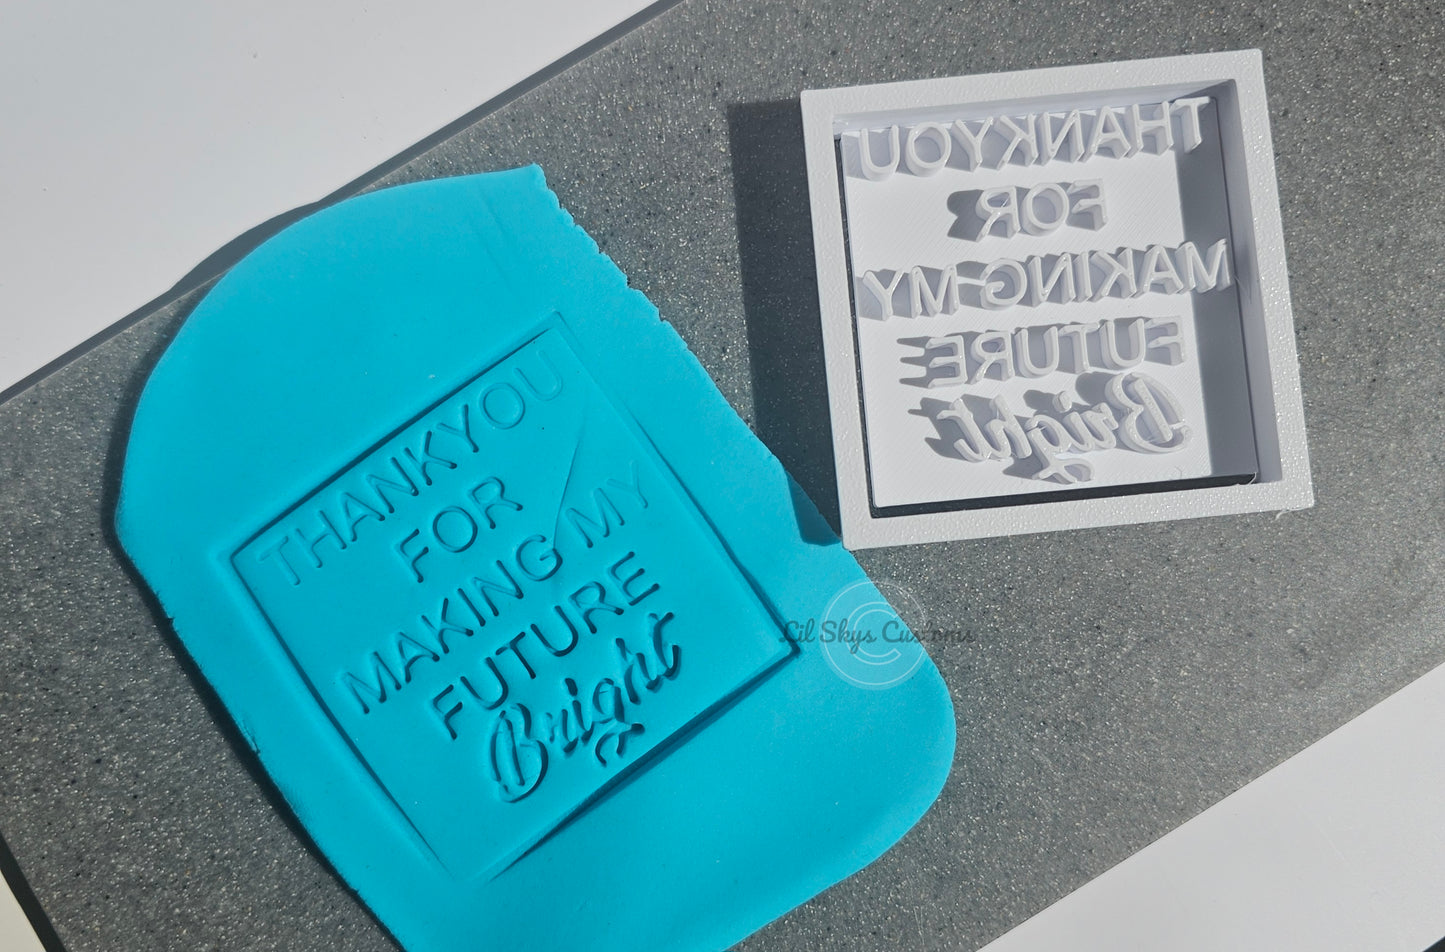 THANKYOU
FOR
MAKING MY
FUTURE
Bright
THANKYOU
FOR
MAKING MY
FUTURE
Bright
Lil Skys Customs